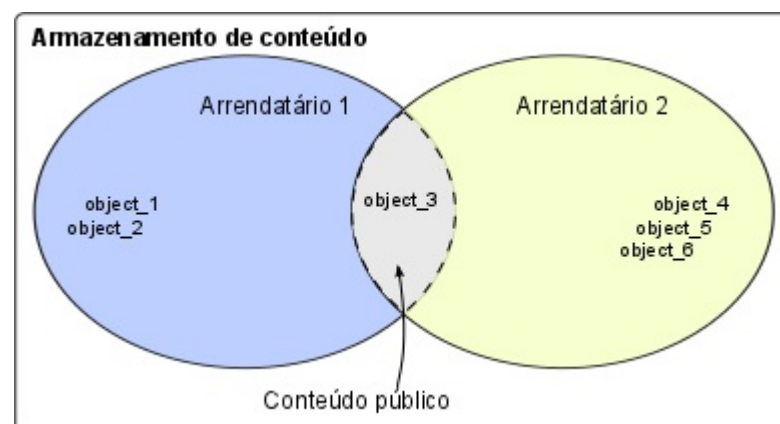 Armazenamento de conteúdo
Arrendatário 1
Arrendatário 2
object_1
object_2
object_3
object_4
object_5
object_6
Conteúdo público